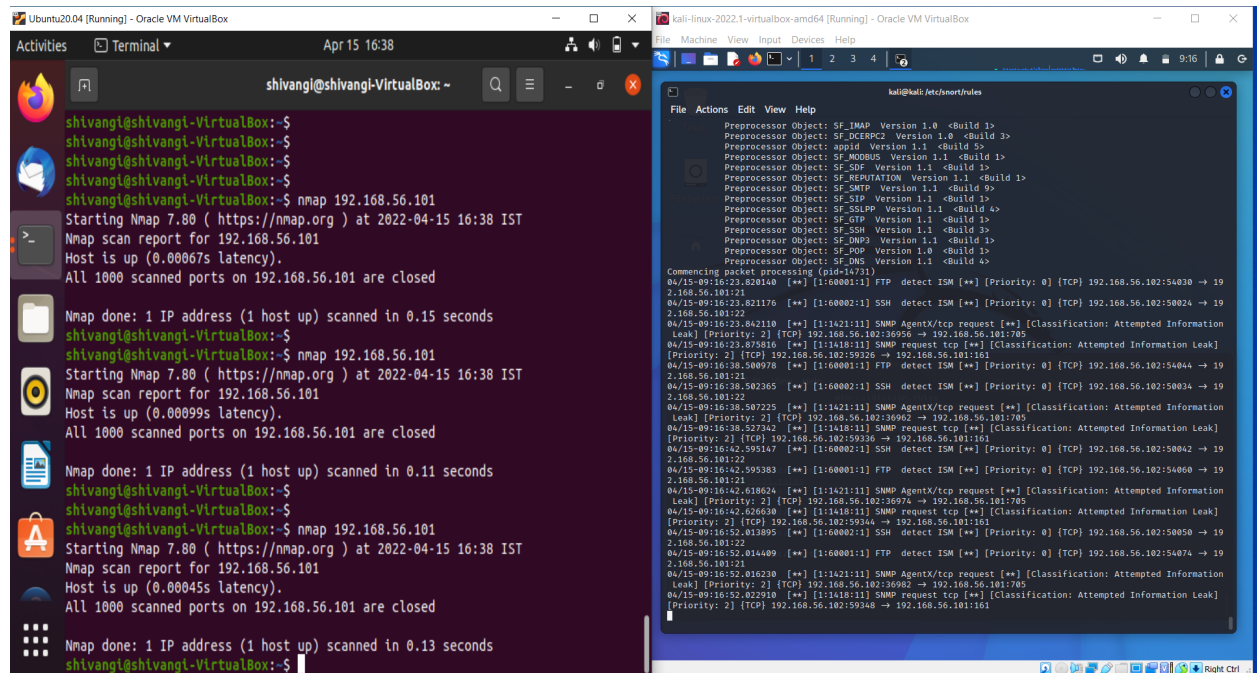 Ubuntu20.04 [Running] - Oracle VM VirtualBox
Activities
Terminal
Apr 15 16:38
shivangi@shivangi-VirtualBox: ~
shivangi@shivangi-VirtualBox:~$
shivangi@shivangi-VirtualBox:~$
shivangi@shivangi-VirtualBox:~$
shivangi@shivangi-VirtualBox:~$
shivangi@shivangi-VirtualBox:~$ nmap 192.168.56.101
Starting Nmap 7.80 ( https://nmap.org ) at 2022-04-15 16:38 IST
Nmap scan report for 192.168.56.101
Host is up (0.00067s latency).
All 1000 scanned ports on 192.168.56.101 are closed
Nmap done: 1 IP address (1 host up) scanned in 0.15 seconds
shivangi@shivangi-VirtualBox:~$
shivangi@shivangi-VirtualBox:~$ nmap 192.168.56.101
Starting Nmap 7.80 ( https://nmap.org ) at 2022-04-15 16:38 IST
Nmap scan report for 192.168.56.101
Host is up (0.00099s latency).
All 1000 scanned ports on 192.168.56.101 are closed
Nmap done: 1 IP address (1 host up) scanned in 0.11 seconds
shivangi@shivangi-VirtualBox:~$
shivangi@shivangi-VirtualBox:~$
shivangi@shivangi-VirtualBox:~$ nmap 192.168.56.101
Starting Nmap 7.80 ( https://nmap.org ) at 2022-04-15 16:38 IST
Nmap scan report for 192.168.56.101
Host is up (0.00045s latency).
All 1000 scanned ports on 192.168.56.101 are closed
Nmap done: 1 IP address (1 host up) scanned in 0.13 seconds
shivangi@shivangi-VirtualBox:~$
kali-linux-2022.1-virtualbox-amd64 [Running] - Oracle VM VirtualBox
File Machine View Input Devices Help
1 2 3 4
9:16
kali@kali: /etc/snort/rules
File Actions Edit View Help
Preprocessor Object: SF_IMAP Version 1.0 <Build 1>
Preprocessor Object: SF_DCERPC2 Version 1.0 <Build 3>
Preprocessor Object: appid Version 1.1 <Build 5>
Preprocessor Object: SF_MODBUS Version 1.1 <Build 1>
Preprocessor Object: SF_SDF Version 1.1 <Build 1>
Preprocessor Object: SF_REPUTATION Version 1.1 <Build 1>
Preprocessor Object: SF_SMTP Version 1.1 <Build 9>
Preprocessor Object: SF_SIP Version 1.1 <Build 1>
Preprocessor Object: SF_SSLPP Version 1.1 <Build 4>
Preprocessor Object: SF_GTP Version 1.1 <Build 1>
Preprocessor Object: SF_SSH Version 1.1 <Build 3>
Preprocessor Object: SF_DNP3 Version 1.1 <Build 1>
Preprocessor Object: SF_POP Version 1.0 <Build 1>
Preprocessor Object: SF_DNS Version 1.1 <Build 4>
Commencing packet processing (pid=14731)
04/15-09:16:23.820140 [**] [1:60001:1] FTP detect ISM [**] [Priority: 0] {TCP} 192.168.56.102:54030 → 19
2.168.56.101:21
04/15-09:16:23.821176 [**] [1:60002:1] SSH detect ISM [**] [Priority: 0] {TCP} 192.168.56.102:50024 → 19
2.168.56.101:22
04/15-09:16:23.842110 [**] [1:1421:11] SNMP AgentX/tcp request [**] [Classification: Attempted Information
Leak] [Priority: 2] {TCP} 192.168.56.102:36956 → 192.168.56.101:705
04/15-09:16:23.875816 [**] [1:1418:11] SNMP request tcp [**] [Classification: Attempted Information Leak]
[Priority: 2] {TCP} 192.168.56.102:59326 → 192.168.56.101:161
04/15-09:16:38.500978 [**] [1:60001:1] FTP detect ISM [**] [Priority: 0] {TCP} 192.168.56.102:54044 → 19
2.168.56.101:21
04/15-09:16:38.502365 [**] [1:60002:1] SSH detect ISM [**] [Priority: 0] {TCP} 192.168.56.102:50034 → 19
2.168.56.101:22
04/15-09:16:38.507225 [**] [1:1421:11] SNMP AgentX/tcp request [**] [Classification: Attempted Information
Leak] [Priority: 2] {TCP} 192.168.56.102:36962 → 192.168.56.101:705
04/15-09:16:38.527342 [**] [1:1418:11] SNMP request tcp [**] [Classification: Attempted Information Leak]
[Priority: 2] {TCP} 192.168.56.102:59336 → 192.168.56.101:161
04/15-09:16:42.595147 [**] [1:60002:1] SSH detect ISM [**] [Priority: 0] {TCP} 192.168.56.102:50042 → 19
2.168.56.101:22
04/15-09:16:42.595383 [**] [1:60001:1] FTP detect ISM [**] [Priority: 0] {TCP} 192.168.56.102:54060 → 19
2.168.56.101:21
04/15-09:16:42.618624 [**] [1:1421:11] SNMP AgentX/tcp request [**] [Classification: Attempted Information
Leak] [Priority: 2] {TCP} 192.168.56.102:36974 → 192.168.56.101:705
04/15-09:16:42.626630 [**] [1:1418:11] SNMP request tcp [**] [Classification: Attempted Information Leak]
[Priority: 2] {TCP} 192.168.56.102:59344 → 192.168.56.101:161
04/15-09:16:52.013895 [**] [1:60002:1] SSH detect ISM [**] [Priority: 0] {TCP} 192.168.56.102:50050 → 19
2.168.56.101:22
04/15-09:16:52.014409 [**] [1:60001:1] FTP detect ISM [**] [Priority: 0] {TCP} 192.168.56.102:54074 → 19
2.168.56.101:21
04/15-09:16:52.016230 [**] [1:1421:11] SNMP AgentX/tcp request [**] [Classification: Attempted Information
Leak] [Priority: 2] {TCP} 192.168.56.102:36982 → 192.168.56.101:705
04/15-09:16:52.022910 [**] [1:1418:11] SNMP request tcp [**] [Classification: Attempted Information Leak]
[Priority: 2] {TCP} 192.168.56.102:59348 → 192.168.56.101:161
Right Ctrl